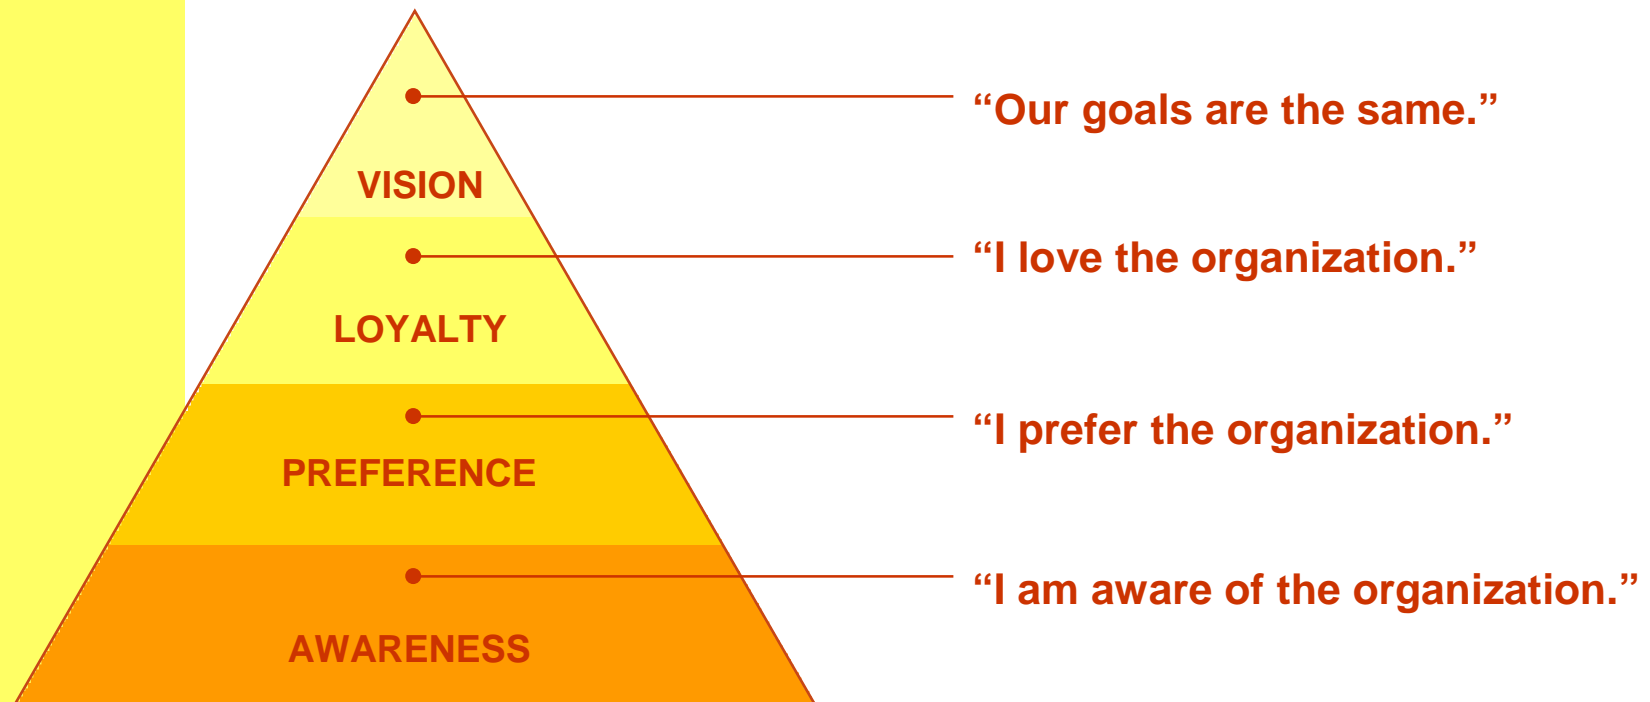 “Our goals are the same.”
VISION
“I love the organization.”
LOYALTY
“I prefer the organization.”
PREFERENCE
“I am aware of the organization.”
AWARENESS